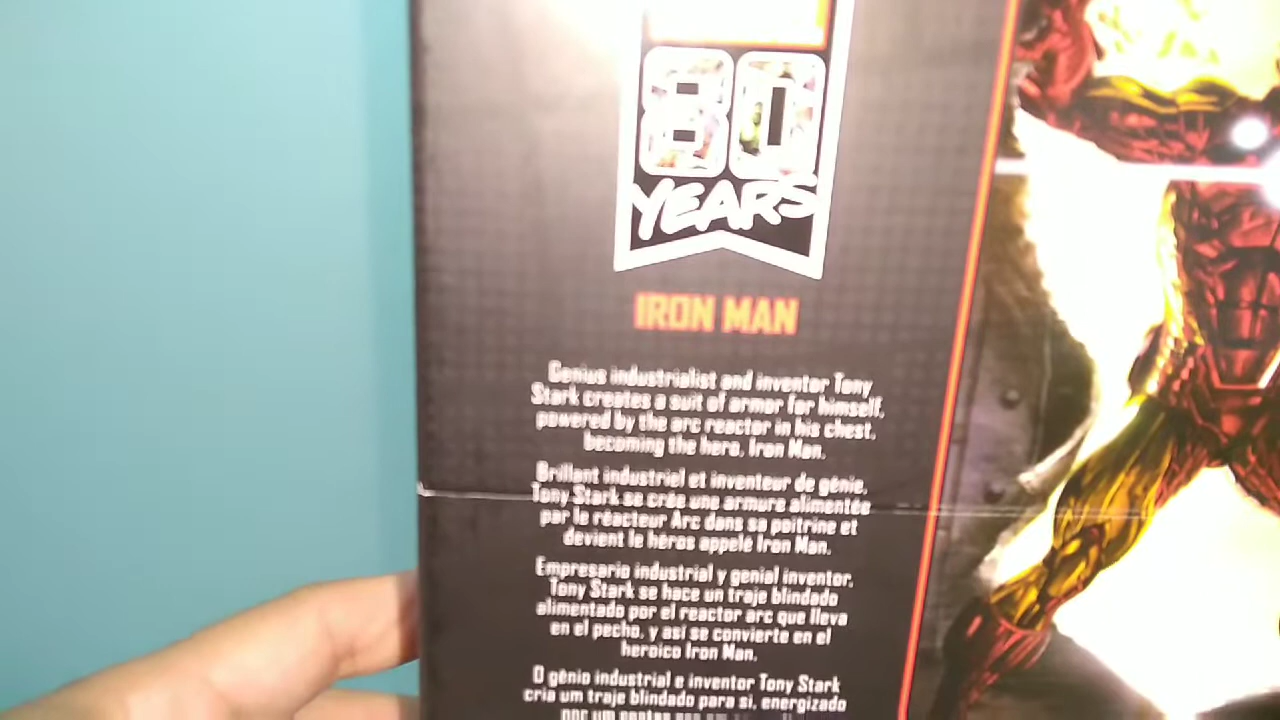 80
YEARS
IRON MAN
Genius industrialist and inventor Tony
Stark creates a suit of armor for himself,
powered by the arc reactor in his chest,
becoming the hero, Iron Man.
Brillant industriel et inventeur de génie,
Tony Stark se crée une armure alimentée
par le réacteur Arc dans sa poitrine et
devient le héros appelé Iron Man.
Empresario industrial y genial inventor,
Tony Stark se hace un traje blindado
alimentado por el reactor arc que lleva
en el pecho, y así se convierte en el
heroico Iron Man.
O gênio industrial e inventor Tony Stark
cria um traje blindado para si, energizado
por um